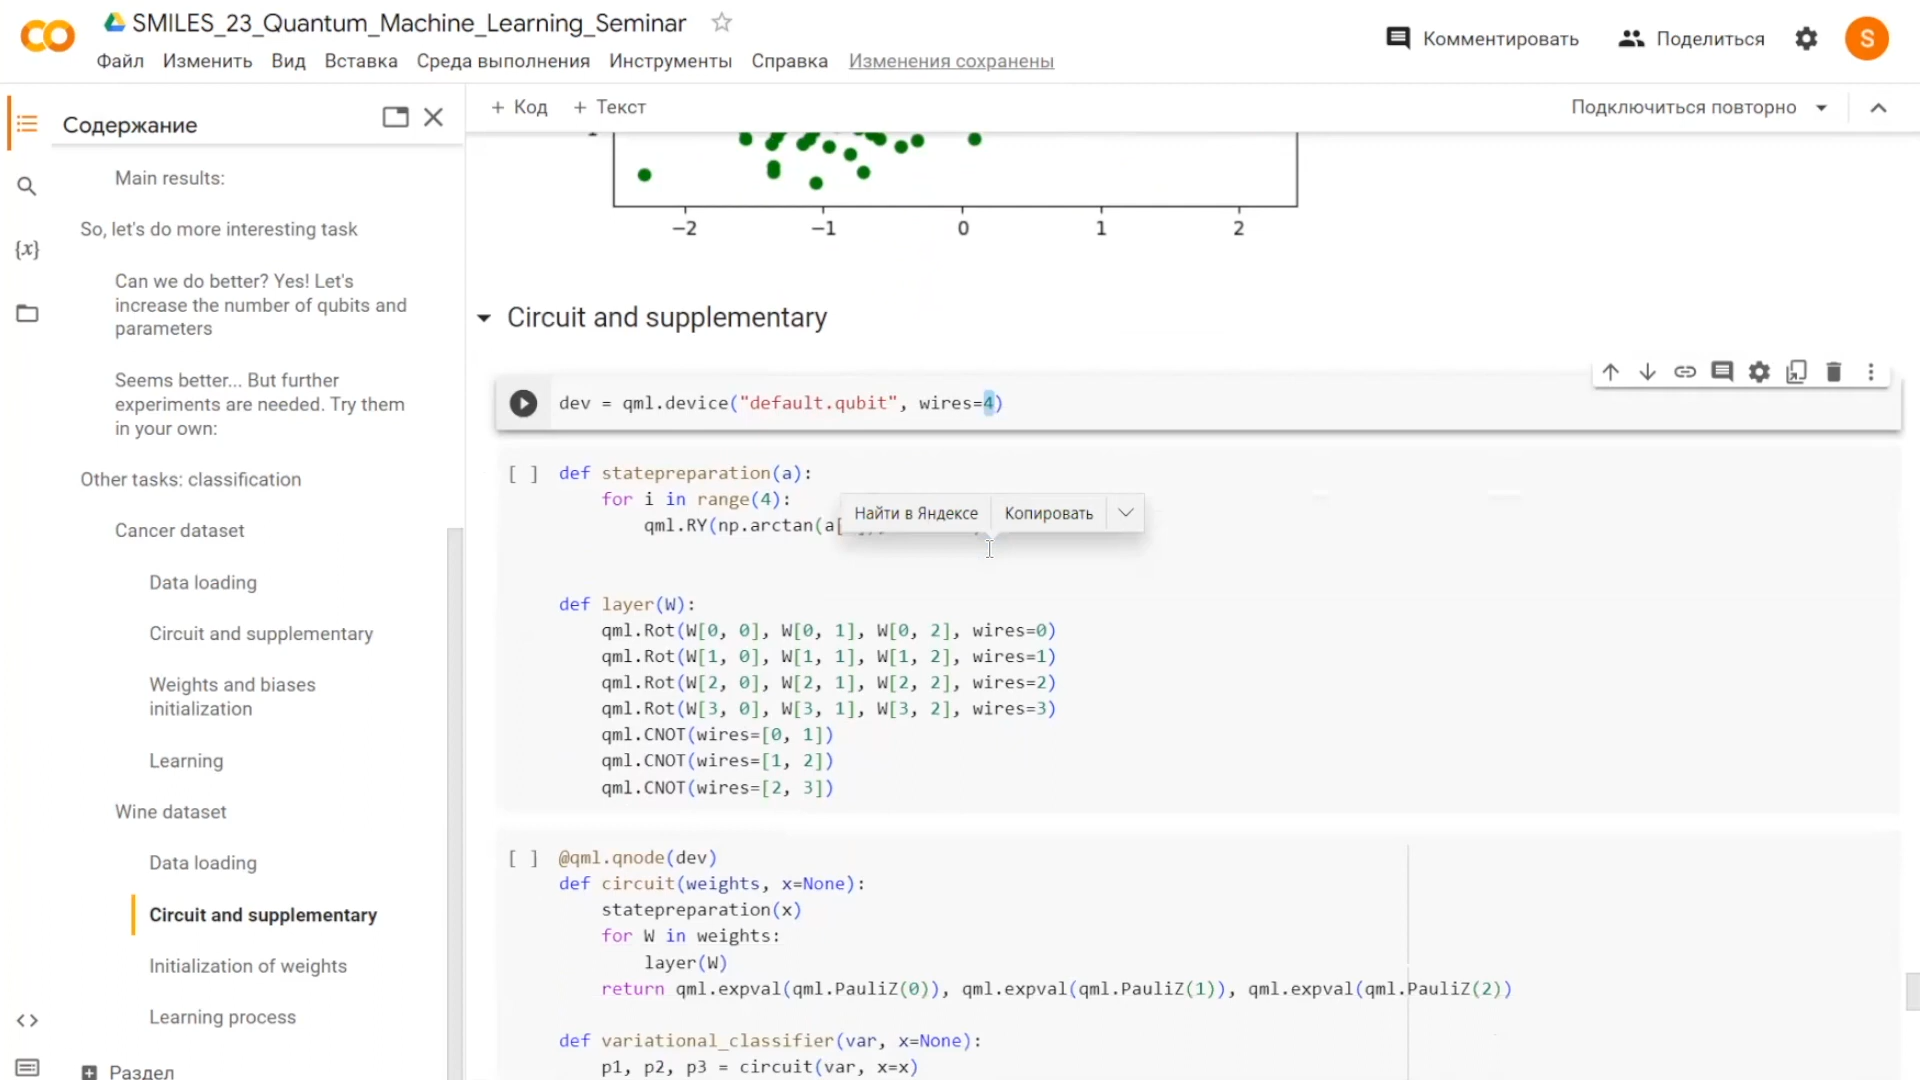 SMILES_23_Quantum_Machine_Learning_Seminar
Комментировать
Поделиться
S
Файл Изменить Вид Вставка Среда выполнения Инструменты Справка Изменения сохранены
Содержание
+ Код + Текст
Подключиться повторно
Main results:
So, let's do more interesting task
Can we do better? Yes! Let's
increase the number of qubits and
parameters
Seems better... But further
experiments are needed. Try them
in your own:
Other tasks: classification
Cancer dataset
Data loading
Circuit and supplementary
Weights and biases
initialization
Learning
Wine dataset
Data loading
Circuit and supplementary
Initialization of weights
Learning process
Раздел
{x}
−2 −1 0 1 2
Circuit and supplementary
dev = qml.device("default.qubit", wires=4)
[ ] def statepreparation(a):
for i in range(4):
qml.RY(np.arctan(a[
Найти в Яндексе Копировать
def layer(W):
qml.Rot(W[0, 0], W[0, 1], W[0, 2], wires=0)
qml.Rot(W[1, 0], W[1, 1], W[1, 2], wires=1)
qml.Rot(W[2, 0], W[2, 1], W[2, 2], wires=2)
qml.Rot(W[3, 0], W[3, 1], W[3, 2], wires=3)
qml.CNOT(wires=[0, 1])
qml.CNOT(wires=[1, 2])
qml.CNOT(wires=[2, 3])
[ ] @qml.qnode(dev)
def circuit(weights, x=None):
statepreparation(x)
for W in weights:
layer(W)
return qml.expval(qml.PauliZ(0)), qml.expval(qml.PauliZ(1)), qml.expval(qml.PauliZ(2))
def variational_classifier(var, x=None):
p1, p2, p3 = circuit(var, x=x)